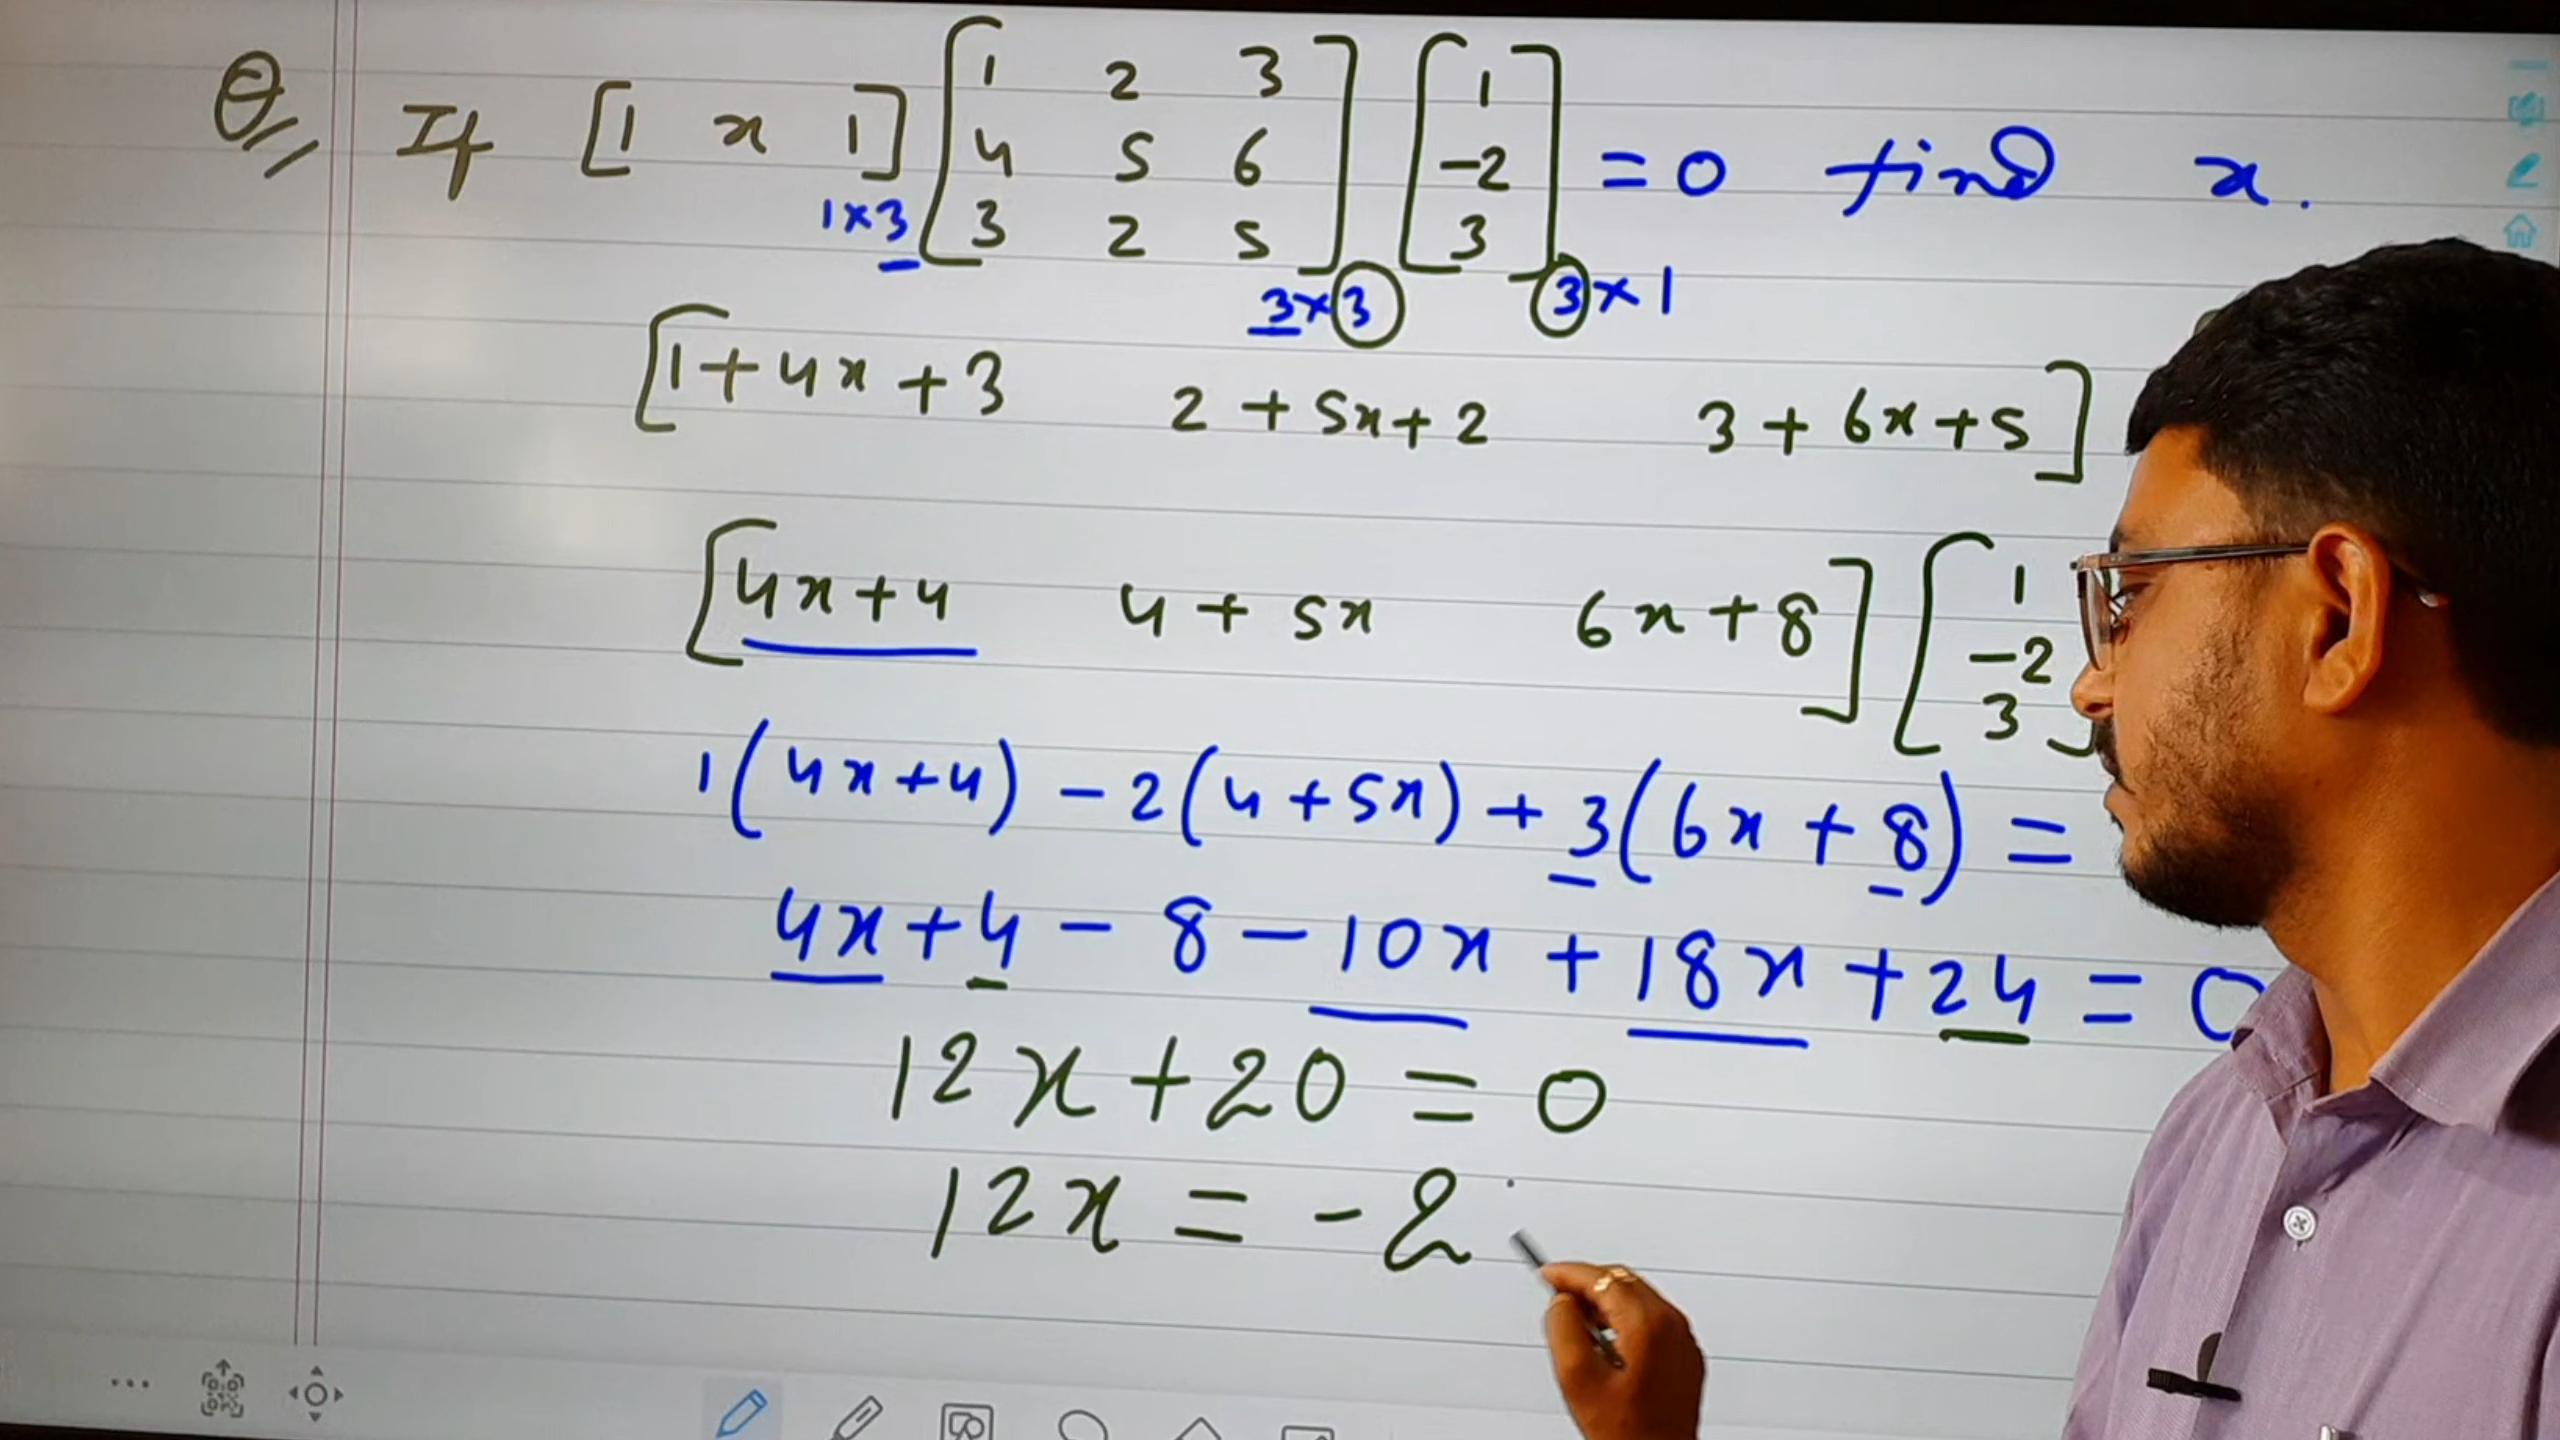 Q, If [1 x 1] [1 2 3 4 5 6 3 2 5] [1 -2 3] = 0 find x.
1×3 3×3 3×1
[1+4x+3 2+5x+2 3+6x+5]
[4x+4 4+5x 6x+8] [1 -2 3]
1(4x+4) -2(4+5x) +3(6x+8) =
4x+4-8-10x+18x+24=0
12x+20=0
12x=-2